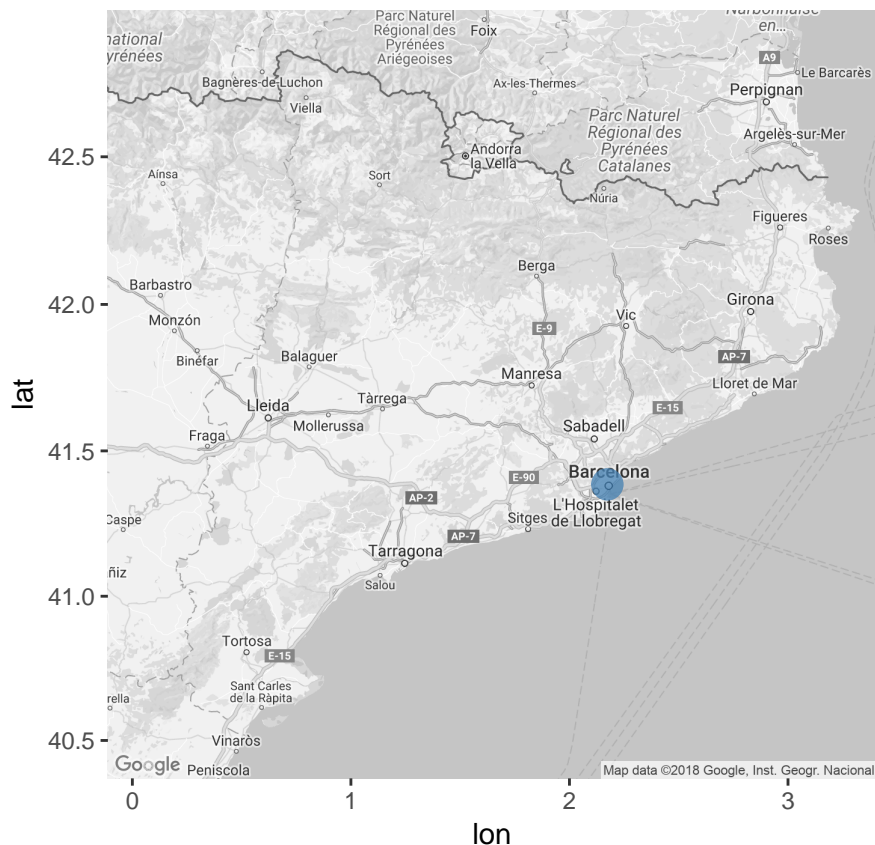 Narbonnaise
en...
Parc Naturel
Régional des
Pyrénées
Ariégeoises
Foix
national
Pyrénées
A9
Bagnères-de-Luchon
Ax-les-Thermes
Le Barcarès
Perpignan
Viella
Parc Naturel
Régional des
Pyrénées
Catalanes
Argelès-sur-Mer
42.5
Andorra
la Vella
Aínsa
Sort
Núria
Figueres
Roses
Berga
Barbastro
42.0
Girona
Monzón
Vic
E-9
Binéfar
Balaguer
AP-7
Manresa
Lloret de Mar
lat
Lleida
Tàrrega
E-15
Mollerussa
Sabadell
Fraga
41.5
Barcelona
E-90
AP-2
L'Hospitalet
de Llobregat
Caspe
Sitges
AP-7
Tarragona
ñiz
Salou
41.0
Tortosa
E-15
Sant Carles
de la Ràpita
rella
Vinaròs
40.5
Google
Peniscola
Map data ©2018 Google, Inst. Geogr. Nacional
0
1
2
3
lon